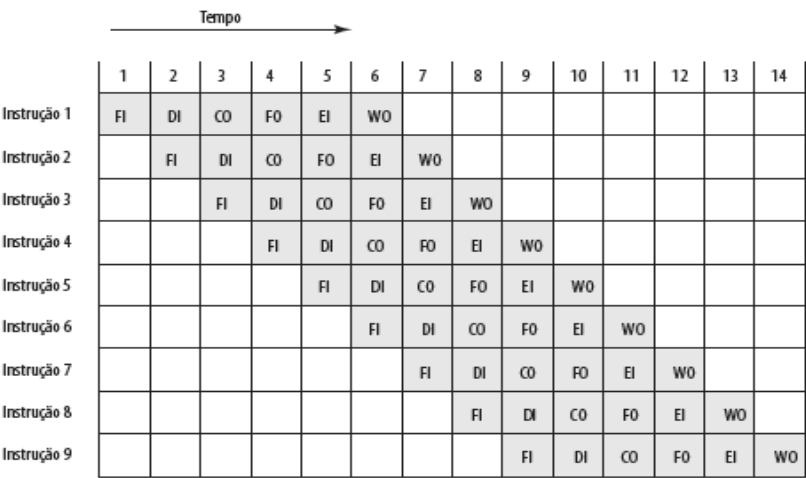 Tempo
1 2 3 4 5 6 7 8 9 10 11 12 13 14
Instrução 1 FI DI CO FO EI WO
Instrução 2 FI DI CO FO EI WO
Instrução 3 FI DI CO FO EI WO
Instrução 4 FI DI CO FO EI WO
Instrução 5 FI DI CO FO EI WO
Instrução 6 FI DI CO FO EI WO
Instrução 7 FI DI CO FO EI WO
Instrução 8 FI DI CO FO EI WO
Instrução 9 FI DI CO FO EI WO